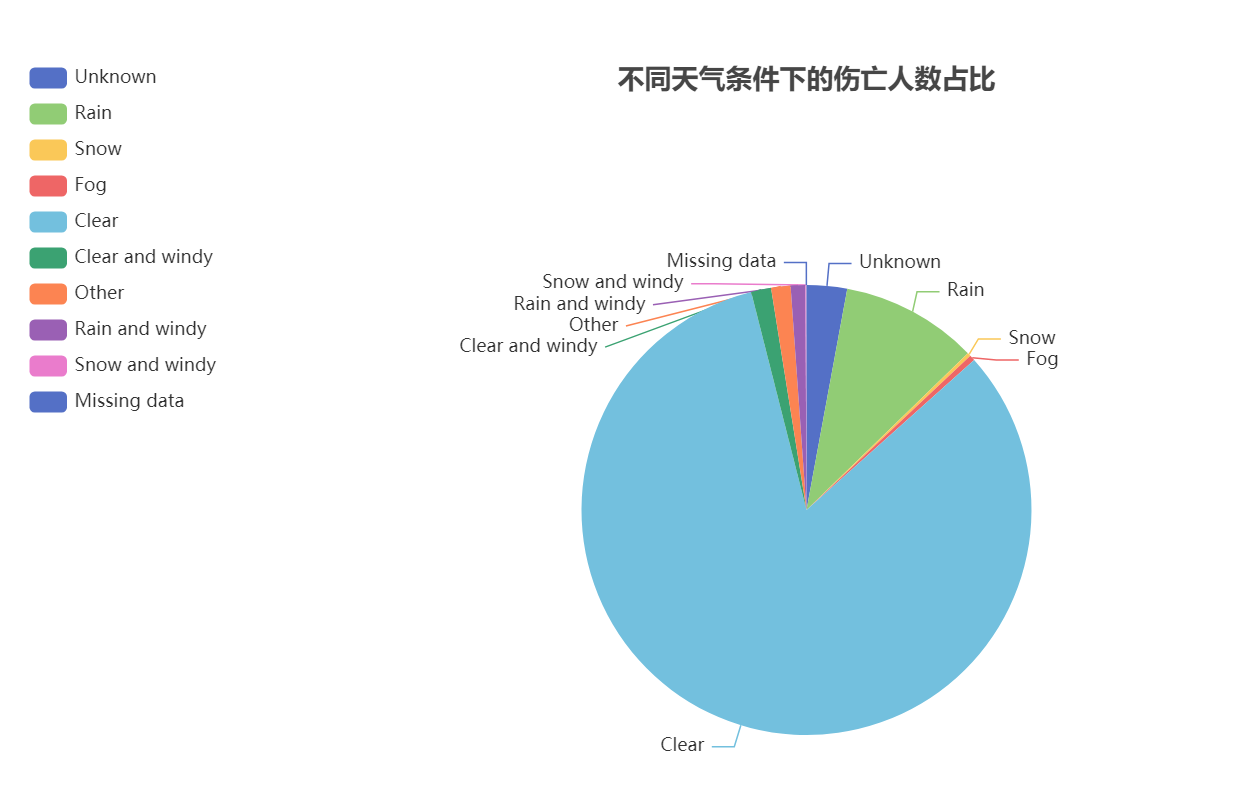 不同天气条件下的伤亡人数占比
Unknown
Rain
Snow
Fog
Clear
Clear and windy
Other
Rain and windy
Snow and windy
Missing data
Missing data
Unknown
Snow and windy
Rain
Rain and windy
Other
Snow
Clear and windy
Fog
Clear